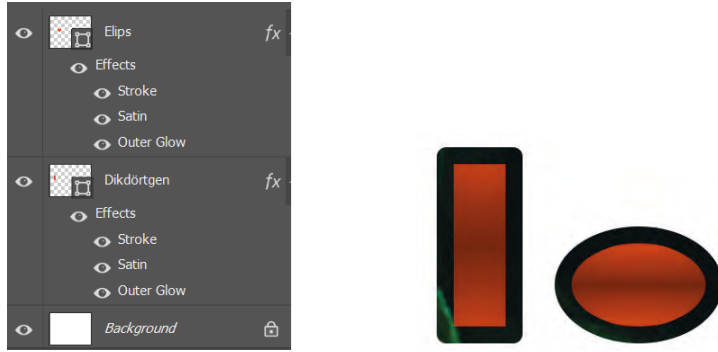 Elips fx
Effects
Stroke
Satin
Outer Glow
Dikdörtgen fx
Effects
Stroke
Satin
Outer Glow
Background